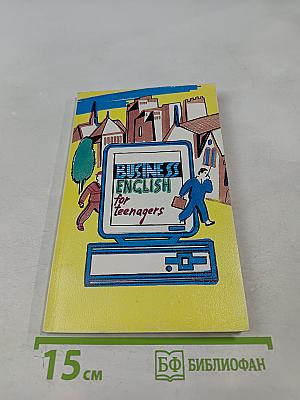 BUSINESS
ENGLISH
for
teenagers
15 см
БФ БИБЛИОФАН